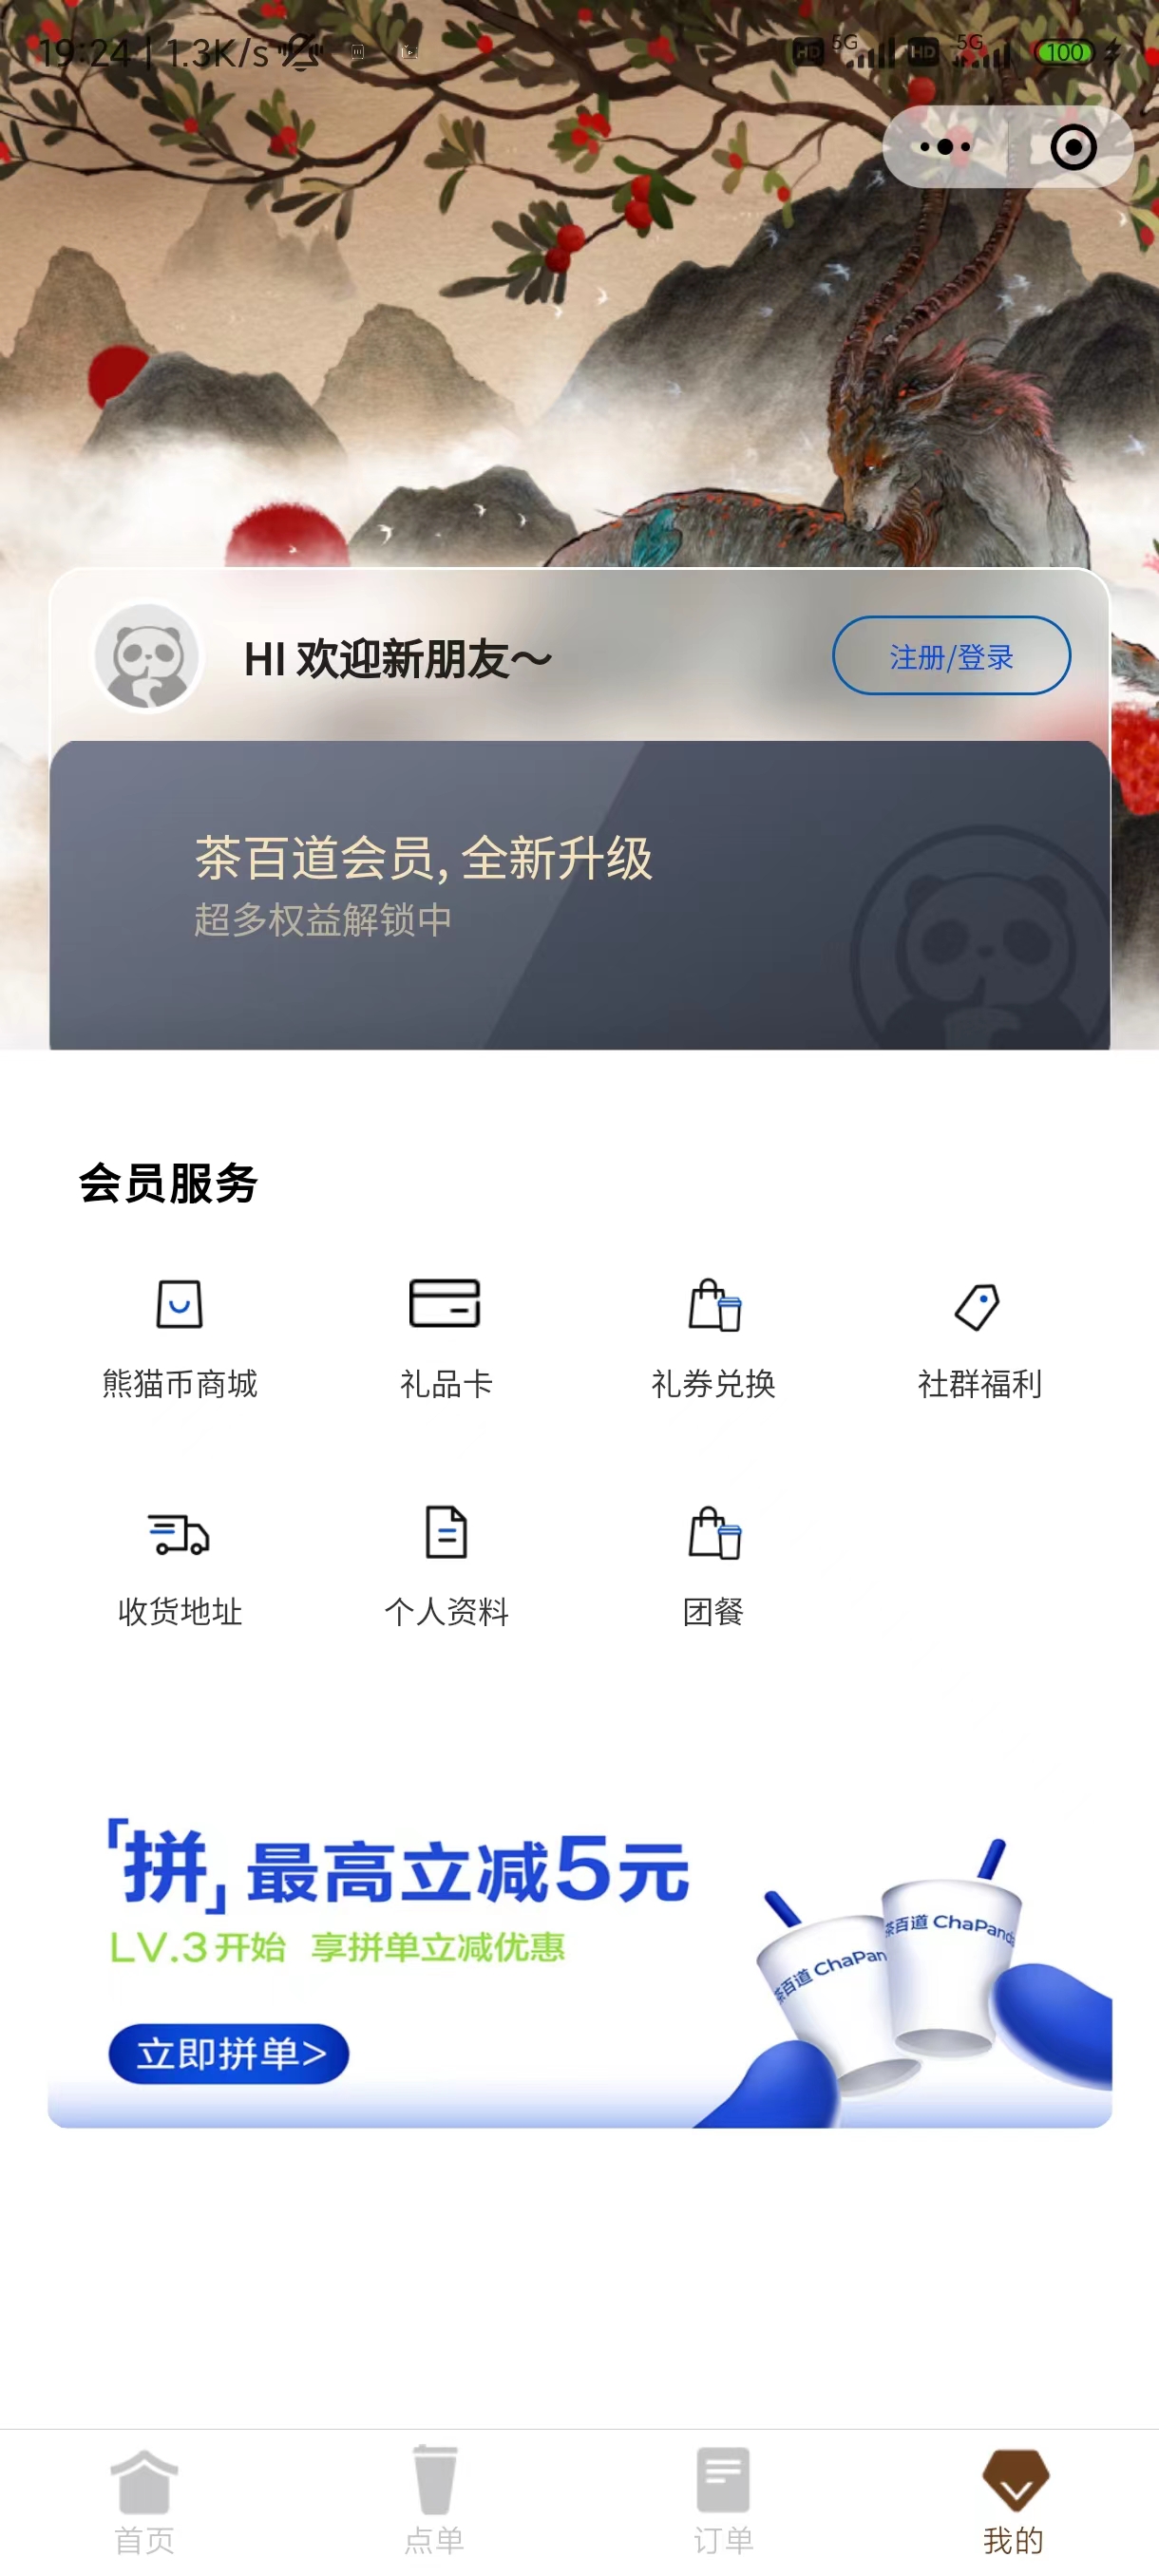 19:24 | 1.3K/s
HD 5G HD 5G 100
HI 欢迎新朋友～
注册/登录
茶百道会员, 全新升级
超多权益解锁中
会员服务
熊猫币商城 礼品卡 礼券兑换 社群福利
收货地址 个人资料 团餐
「拼」最高立减5元
LV.3开始 享拼单立减优惠
茶百道 ChaPan
茶百道 ChaPanda
立即拼单>
首页 点单 订单 我的